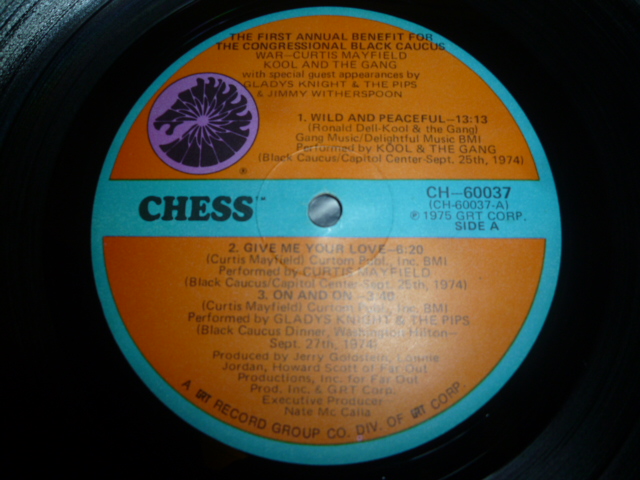 THE FIRST ANNUAL BENEFIT FOR
THE CONGRESSIONAL BLACK CAUCUS
WAR—CURTIS MAYFIELD
KOOL AND THE GANG
with special guest appearances by
GLADYS KNIGHT & THE PIPS
& JIMMY WITHERSPOON
1. WILD AND PEACEFUL—13:13
(Ronald Dell-Kool & the Gang)
Gang Music/Delightful Music BMI
Performed by KOOL & THE GANG
(Black Caucus/Capitol Center-Sept. 25th, 1974)
®
CHESS™
CH—60037
(CH-60037-A)
℗ 1975 GRT CORP.
SIDE A
2. GIVE ME YOUR LOVE—6:20
(Curtis Mayfield) Curtom Publ., Inc. BMI
Performed by CURTIS MAYFIELD
(Black Caucus/Capitol Center-Sept. 25th, 1974)
3. ON AND ON—3:40
(Curtis Mayfield) Curtom Publ., Inc. BMI
Performed by GLADYS KNIGHT & THE PIPS
(Black Caucus Dinner, Washington Hilton—
Sept. 27th, 1974)
Produced by Jerry Goldstein, Lonnie
Jordan, Howard Scott of Far Out
Productions, Inc. for Far Out
Prod. Inc. & GRT Corp.
Executive Producer—
Nate Mc Calla
A GRT RECORD GROUP CO. DIV. OF GRT CORP.